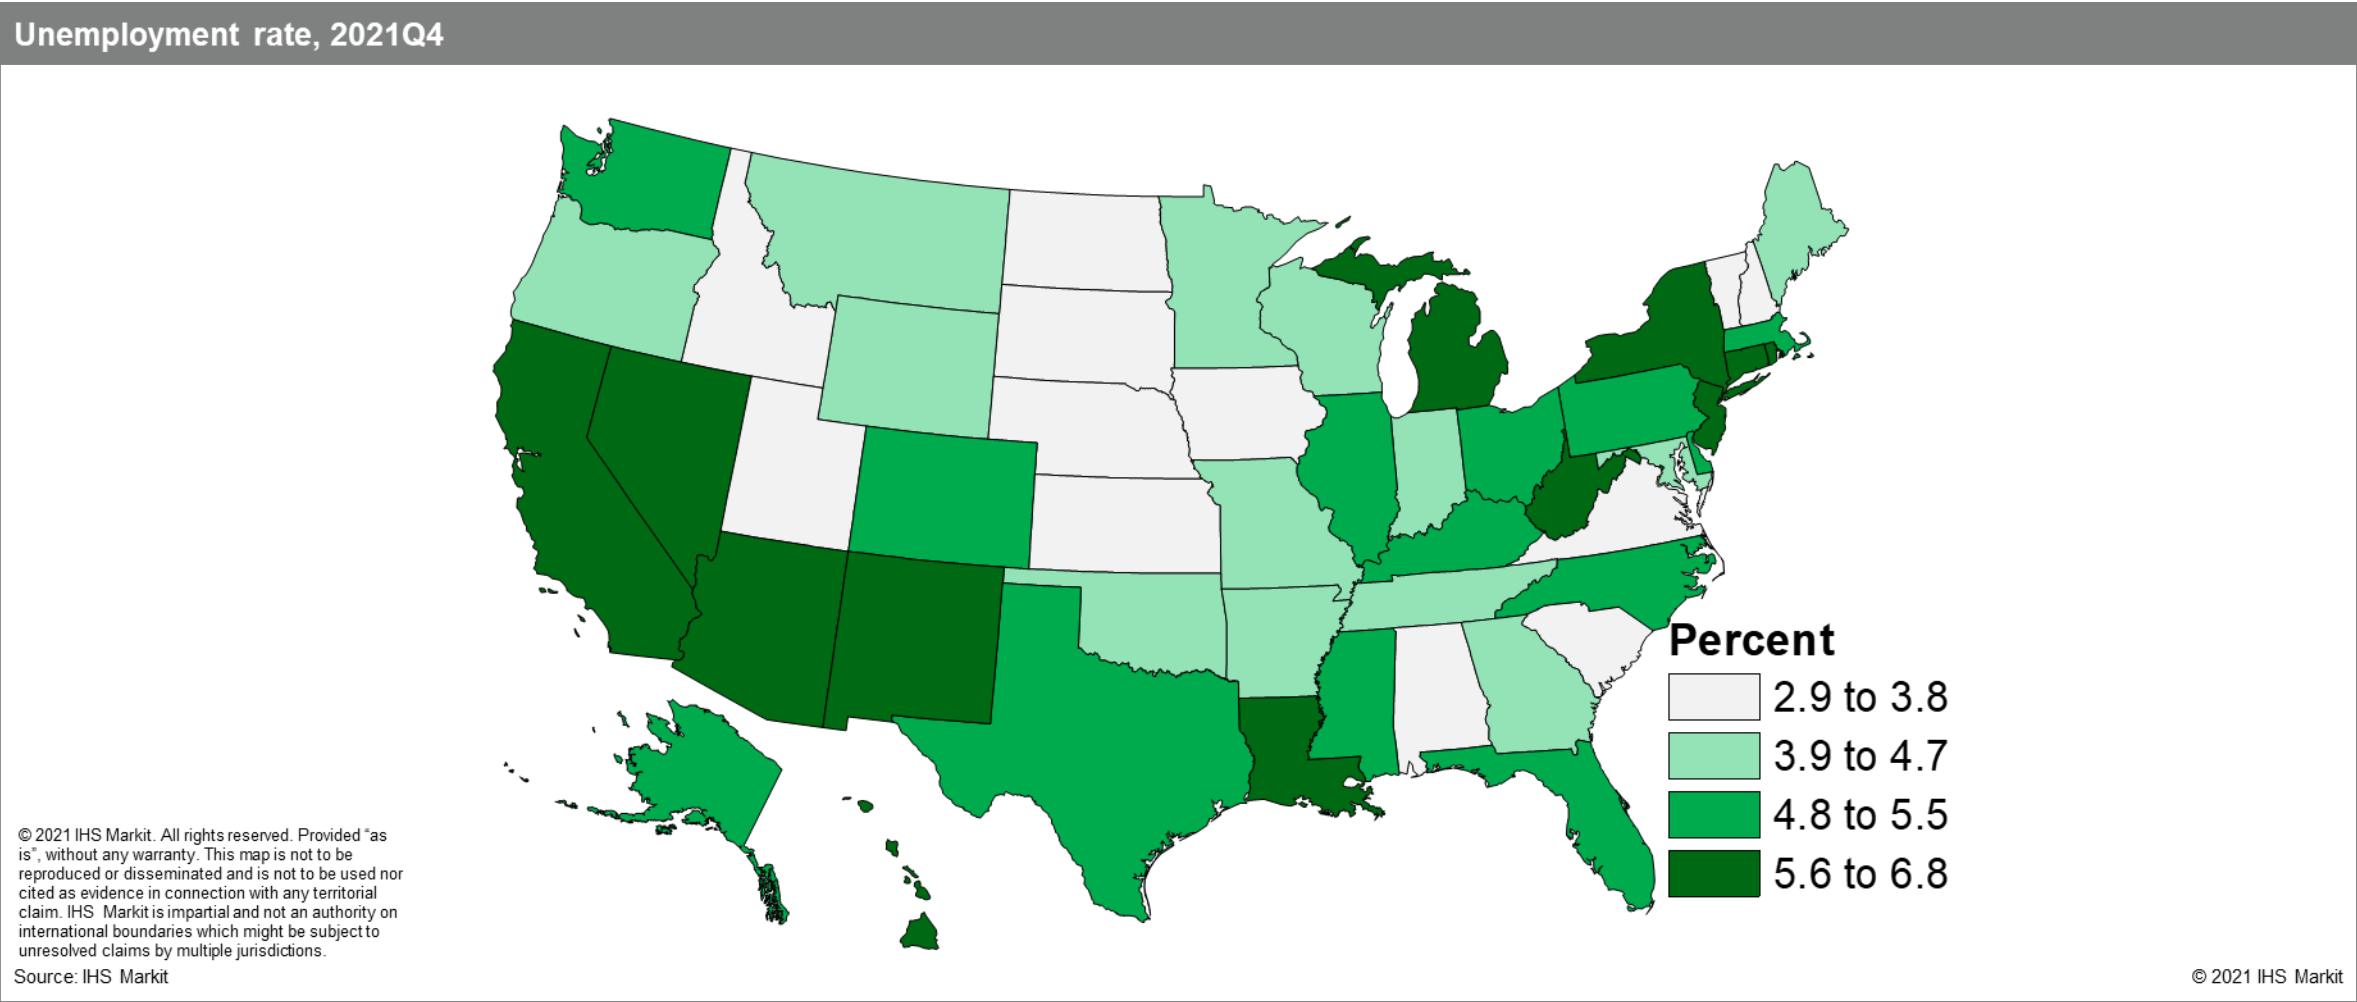 Unemployment rate, 2021Q4
Percent
2.9 to 3.8
3.9 to 4.7
4.8 to 5.5
5.6 to 6.8
© 2021 IHS Markit. All rights reserved. Provided “as
is”, without any warranty. This map is not to be
reproduced or disseminated and is not to be used nor
cited as evidence in connection with any territorial
claim. IHS Markit is impartial and not an authority on
international boundaries which might be subject to
unresolved claims by multiple jurisdictions.
Source: IHS Markit
© 2021 IHS Markit